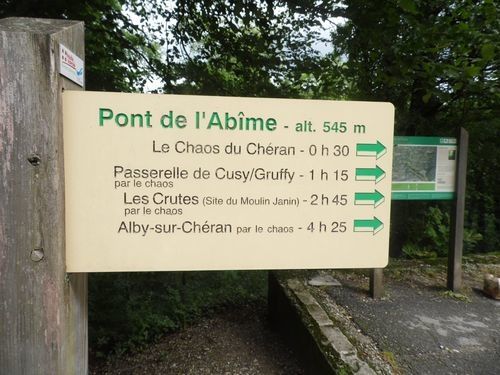 Pont de l'Abîme - alt. 545 m
Le Chaos du Chéran - 0 h 30
Passerelle de Cusy/Gruffy - 1 h 15
par le chaos
Les Crutes (Site du Moulin Janin) - 2 h 45
par le chaos
Alby-sur-Chéran par le chaos - 4 h 25